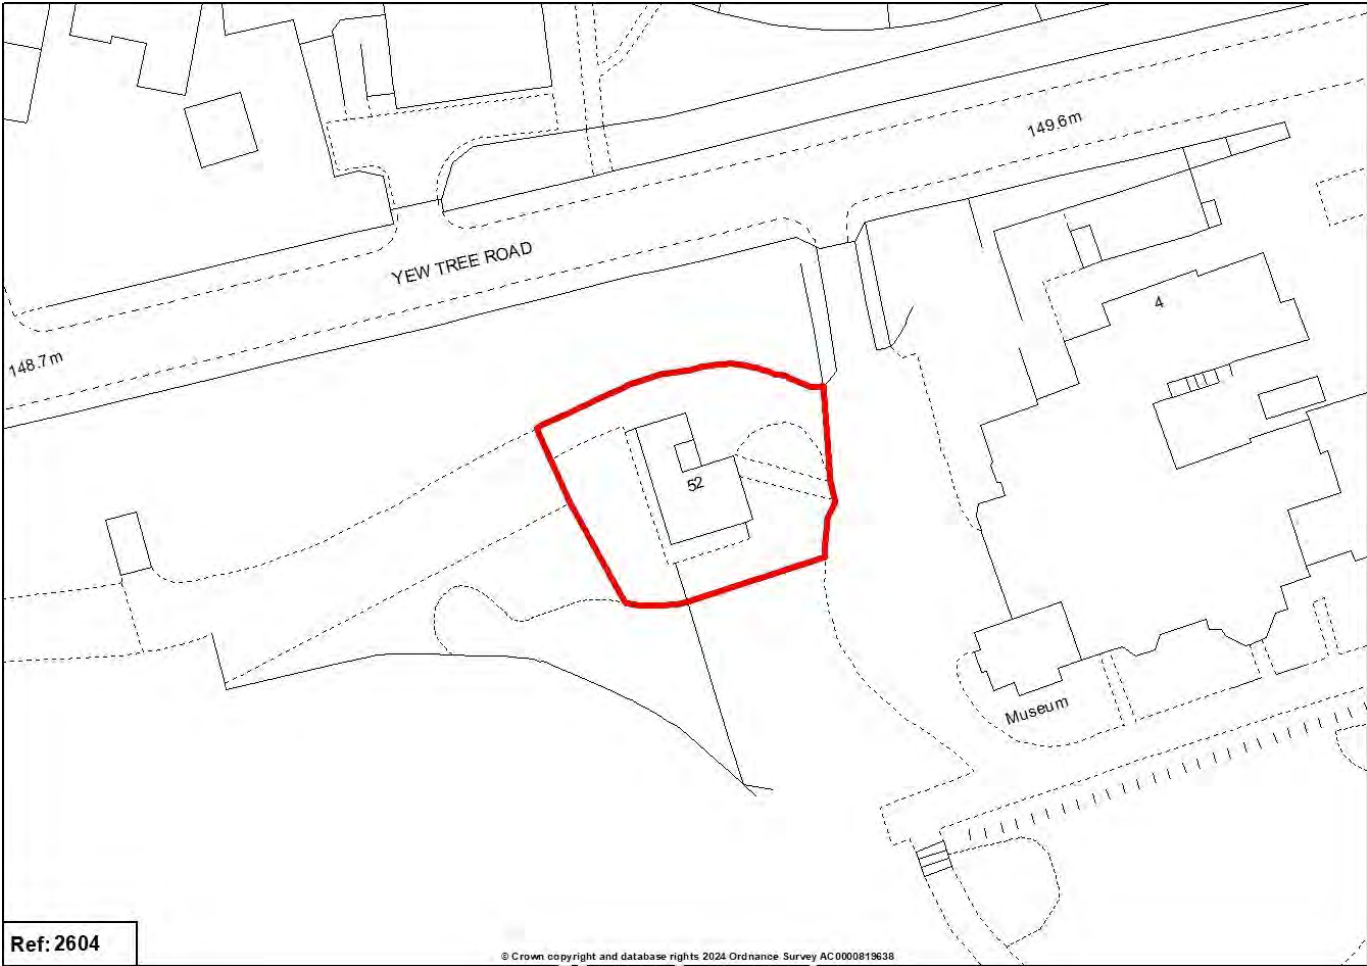 149.6m
YEW TREE ROAD
4
148.7m
52
Museum
Ref: 2604
© Crown copyright and database rights 2024 Ordnance Survey AC0000819638